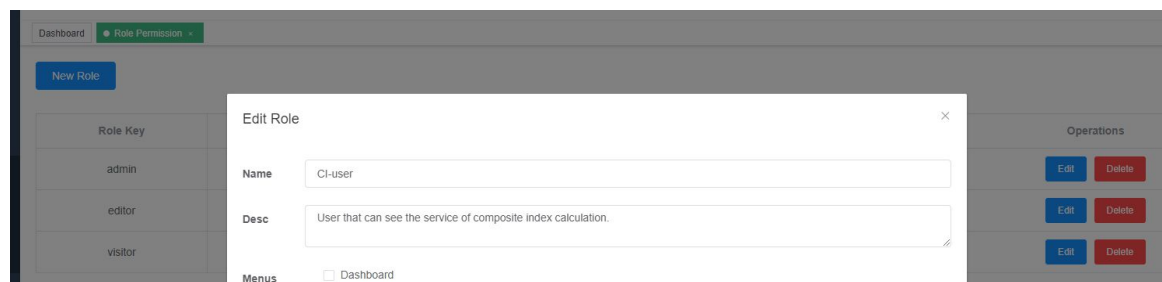 Dashboard Role Permission ×
New Role
Edit Role ×
Role Key Operations
admin Name CI-user Edit Delete
editor Desc User that can see the service of composite index calculation. Edit Delete
visitor Edit Delete
Menus Dashboard